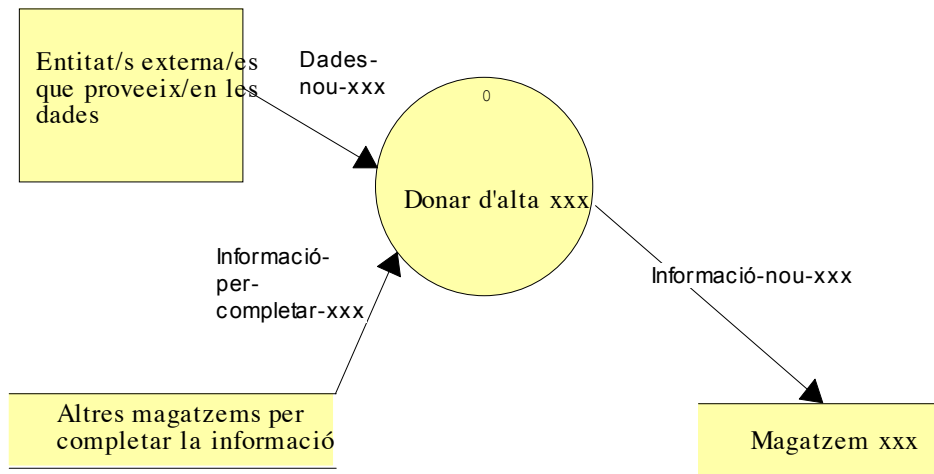 Entitat/s externa/es
que proveeix/en les
dades
Dades-
nou-xxx
0
Donar d'alta xxx
Informació-
per-
completar-xxx
Informació-nou-xxx
Altres magatzems per
completar la informació
Magatzem xxx